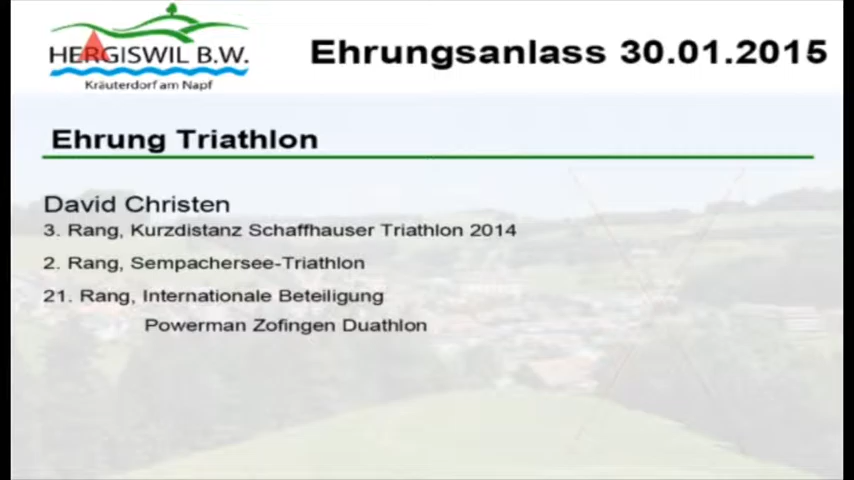 HERGISWIL B.W.
Kräuterdorf am Napf
Ehrungsanlass 30.01.2015
Ehrung Triathlon
David Christen
3. Rang, Kurzdistanz Schaffhauser Triathlon 2014
2. Rang, Sempachersee-Triathlon
21. Rang, Internationale Beteiligung
Powerman Zofingen Duathlon